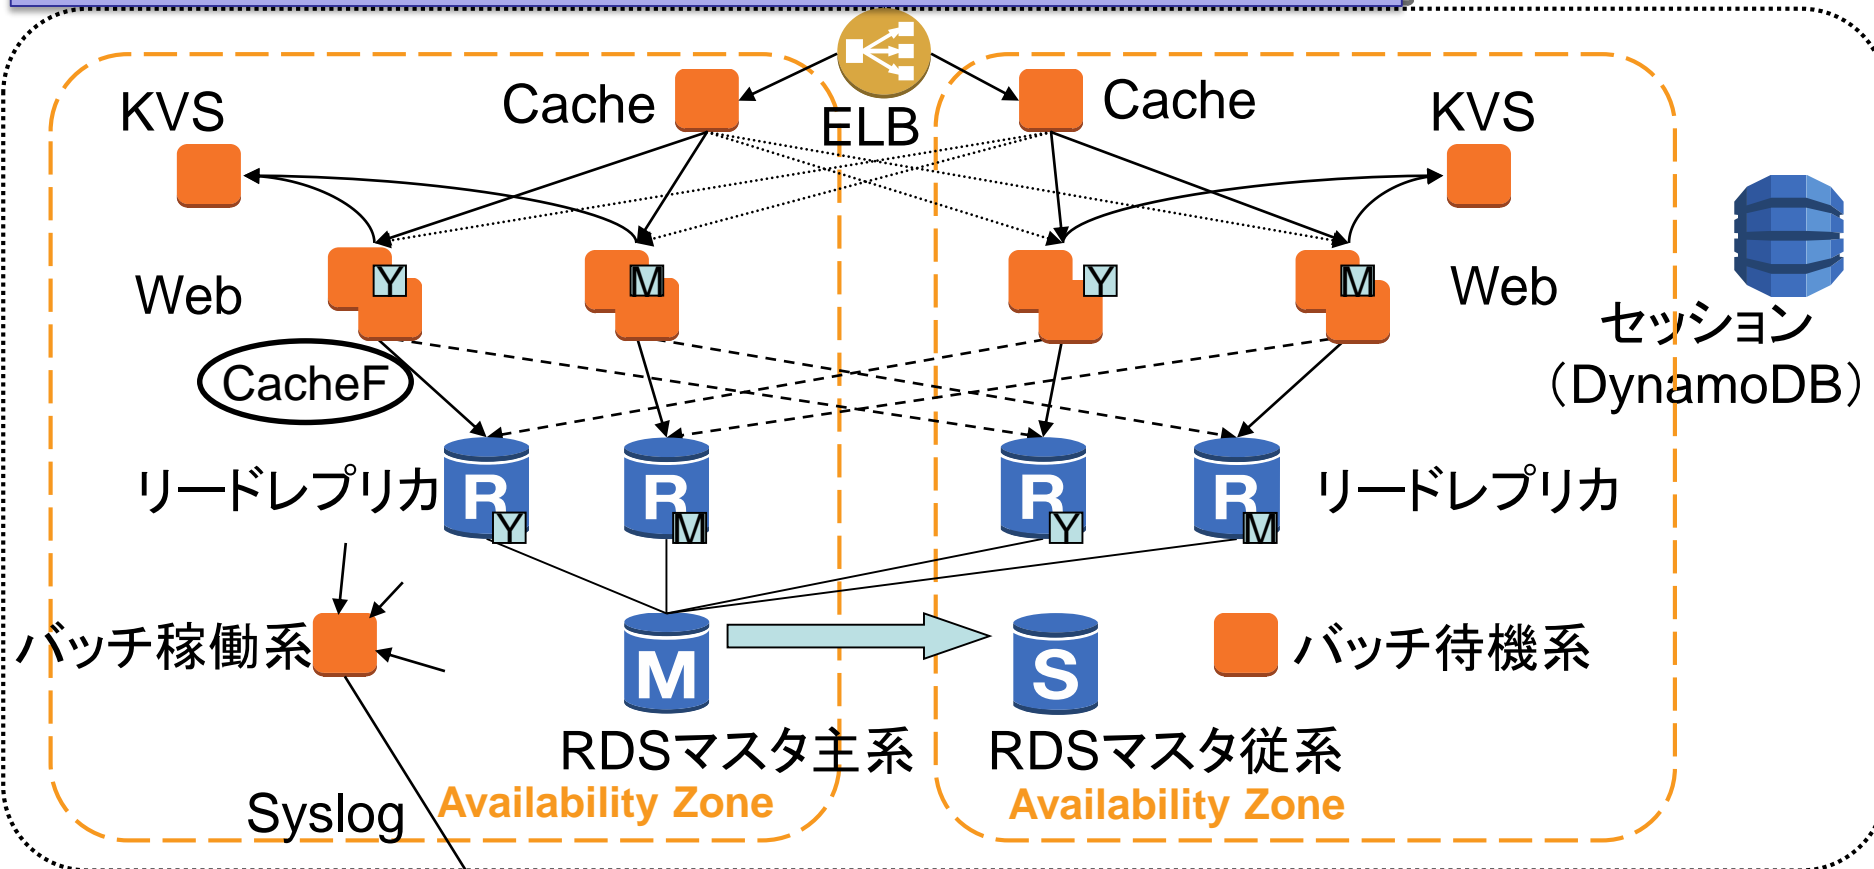 ELB
KVS
Cache
Cache
KVS
Web
Y
M
Y
M
Web
セッション
（DynamoDB）
CacheF
リードレプリカ
R
Y
R
M
R
Y
R
M
リードレプリカ
バッチ稼働系
M
S
バッチ待機系
RDSマスタ主系
RDSマスタ従系
Availability Zone
Availability Zone
Syslog